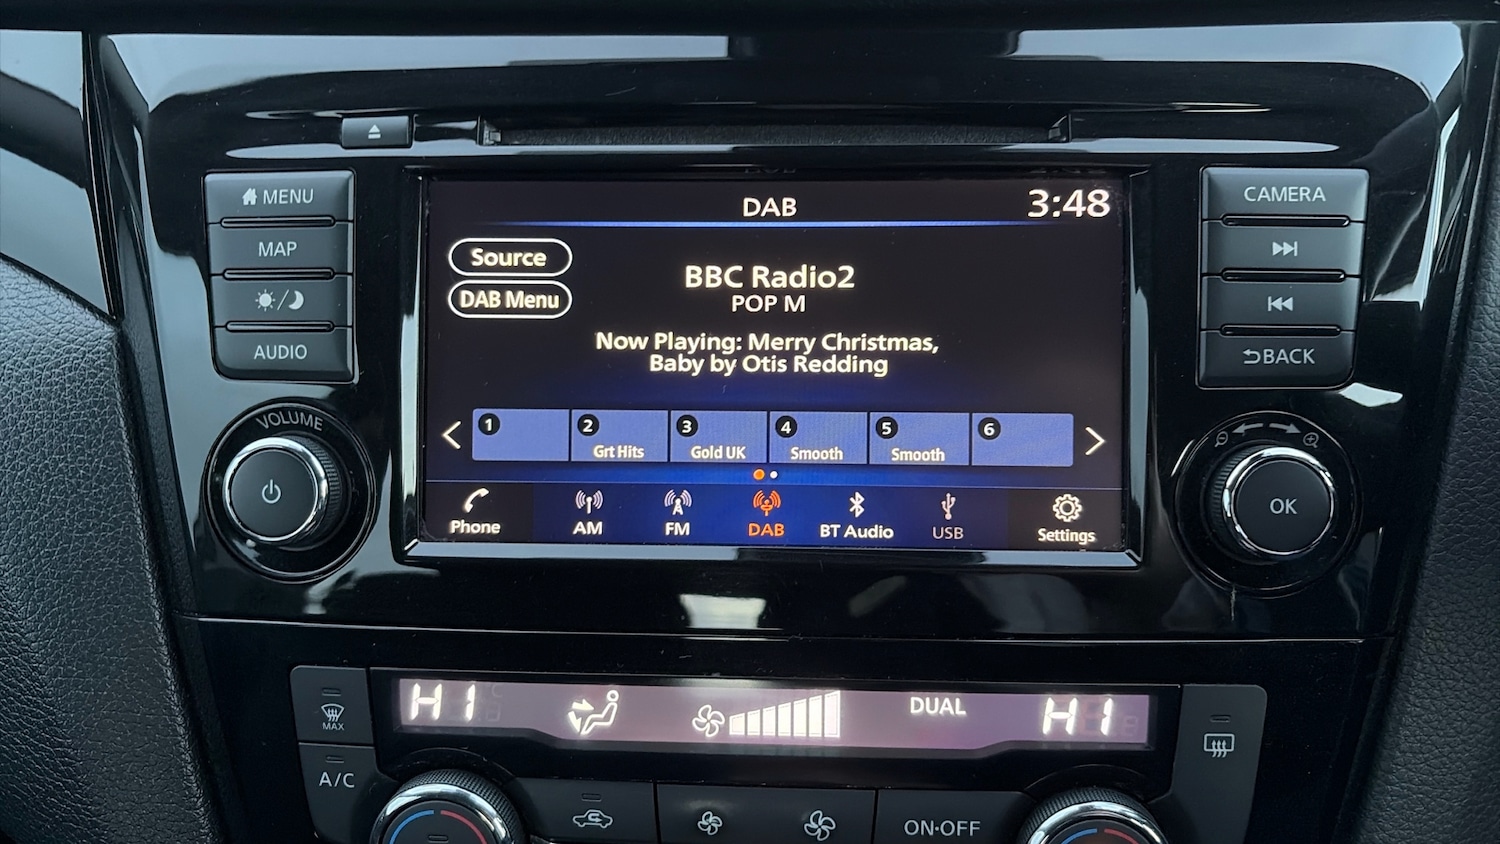 MENU
MAP
AUDIO
VOLUME
DAB
3:48
Source
DAB Menu
BBC Radio2
POP M
Now Playing: Merry Christmas,
Baby by Otis Redding
1
2
Grt Hits
3
Gold UK
4
Smooth
5
Smooth
6
Phone
AM
FM
DAB
BT Audio
USB
Settings
CAMERA
BACK
OK
MAX
A/C
HI
DUAL
HI
ON·OFF